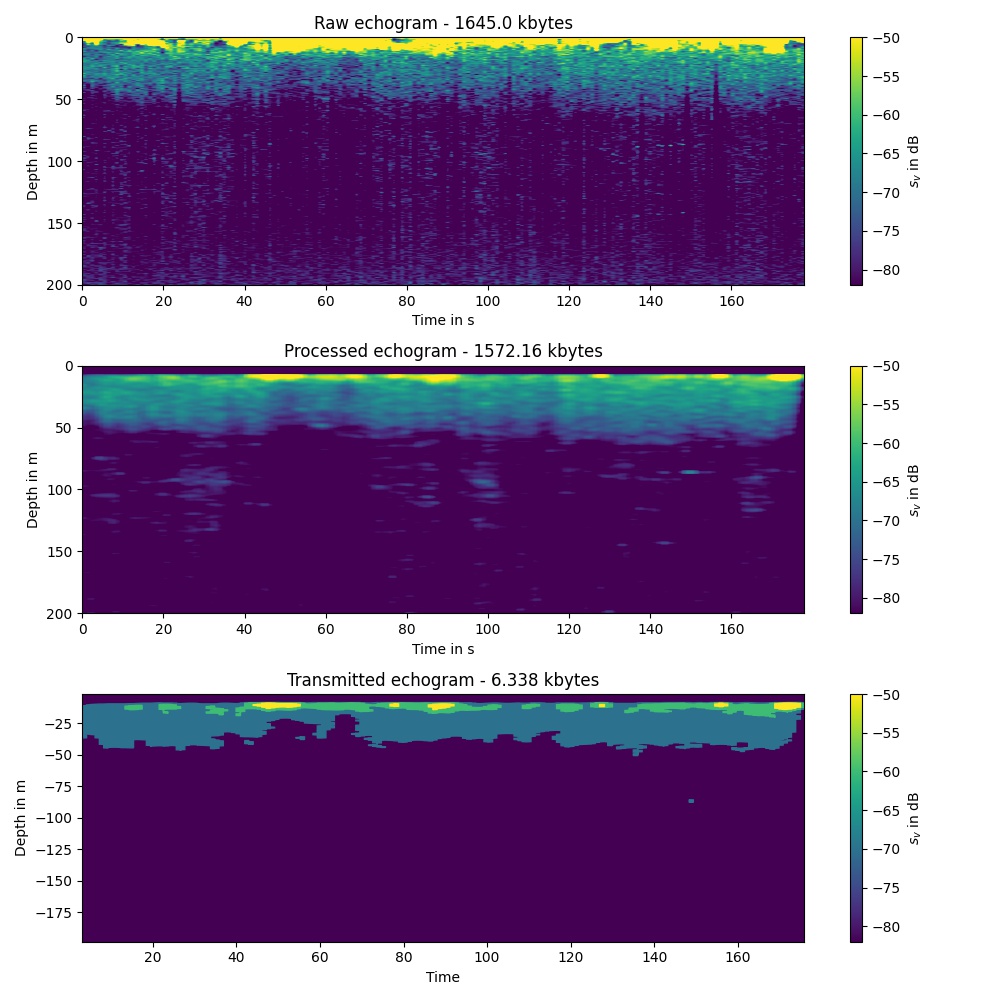 Raw echogram - 1645.0 kbytes
0
50
100
150
200
Depth in m
0 20 40 60 80 100 120 140 160
Time in s
−50
−55
−60
−65
−70
−75
−80
sv in dB
Processed echogram - 1572.16 kbytes
0
50
100
150
200
Depth in m
0 20 40 60 80 100 120 140 160
Time in s
−50
−55
−60
−65
−70
−75
−80
sv in dB
Transmitted echogram - 6.338 kbytes
−25
−50
−75
−100
−125
−150
−175
Depth in m
20 40 60 80 100 120 140 160
Time
−50
−55
−60
−65
−70
−75
−80
sv in dB